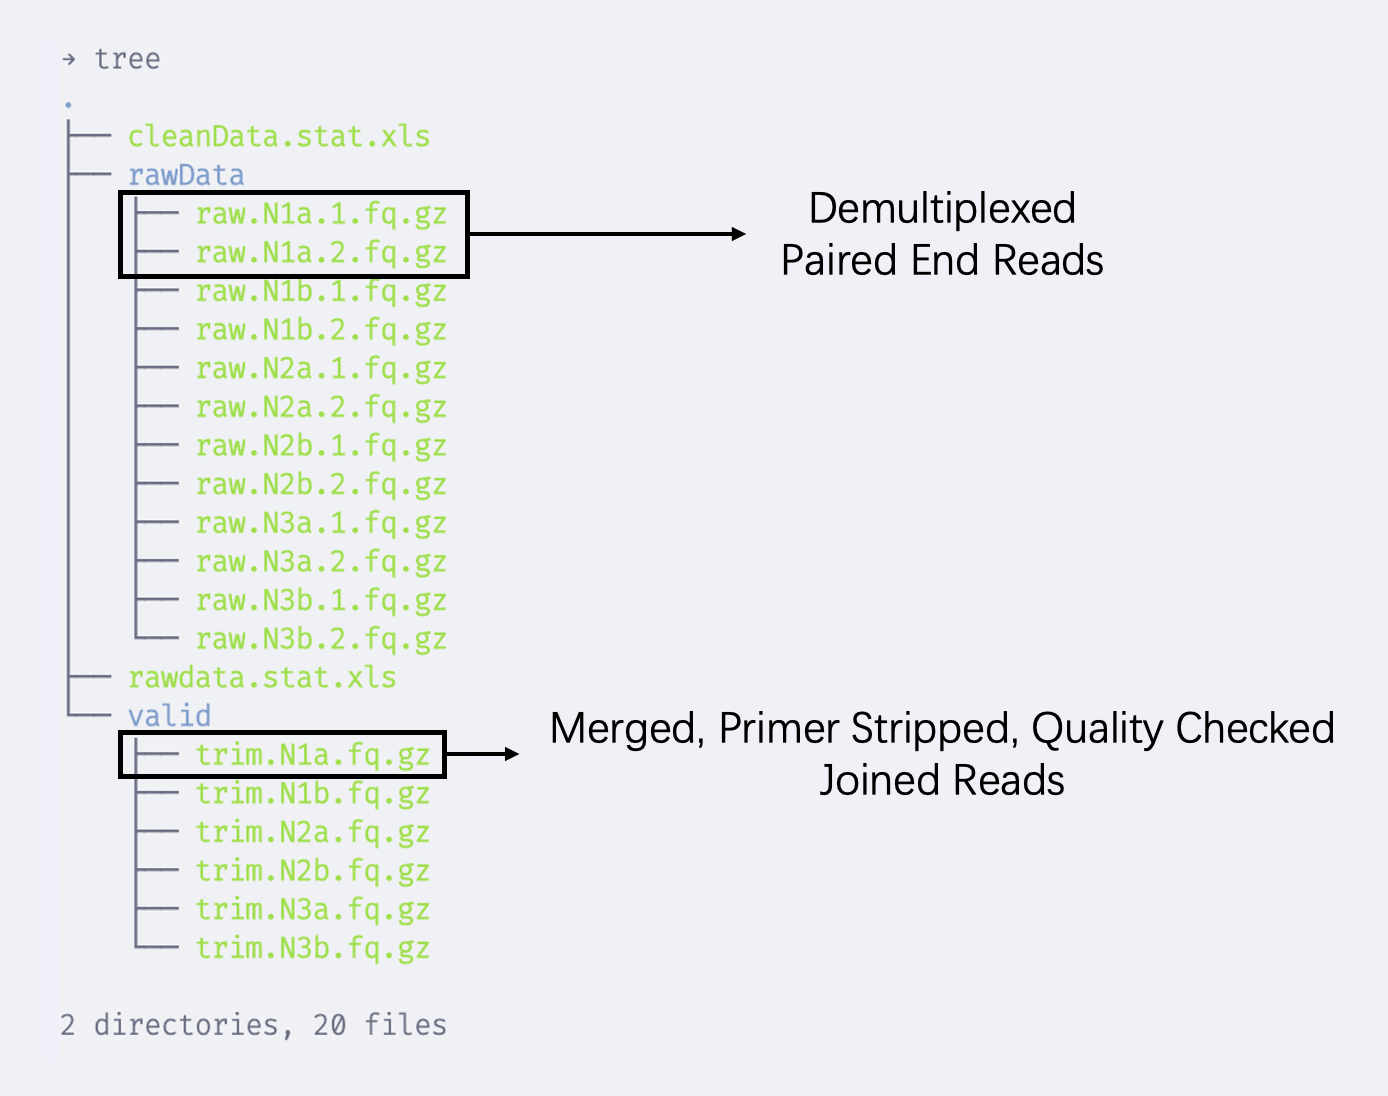 → tree
.
├── cleanData.stat.xls
├── rawData
│   ├── raw.N1a.1.fq.gz
│   ├── raw.N1a.2.fq.gz
Demultiplexed
Paired End Reads
│   ├── raw.N1b.1.fq.gz
│   ├── raw.N1b.2.fq.gz
│   ├── raw.N2a.1.fq.gz
│   ├── raw.N2a.2.fq.gz
│   ├── raw.N2b.1.fq.gz
│   ├── raw.N2b.2.fq.gz
│   ├── raw.N3a.1.fq.gz
│   ├── raw.N3a.2.fq.gz
│   ├── raw.N3b.1.fq.gz
│   └── raw.N3b.2.fq.gz
├── rawdata.stat.xls
└── valid
    ├── trim.N1a.fq.gz
Merged, Primer Stripped, Quality Checked
Joined Reads
    ├── trim.N1b.fq.gz
    ├── trim.N2a.fq.gz
    ├── trim.N2b.fq.gz
    ├── trim.N3a.fq.gz
    └── trim.N3b.fq.gz
2 directories, 20 files